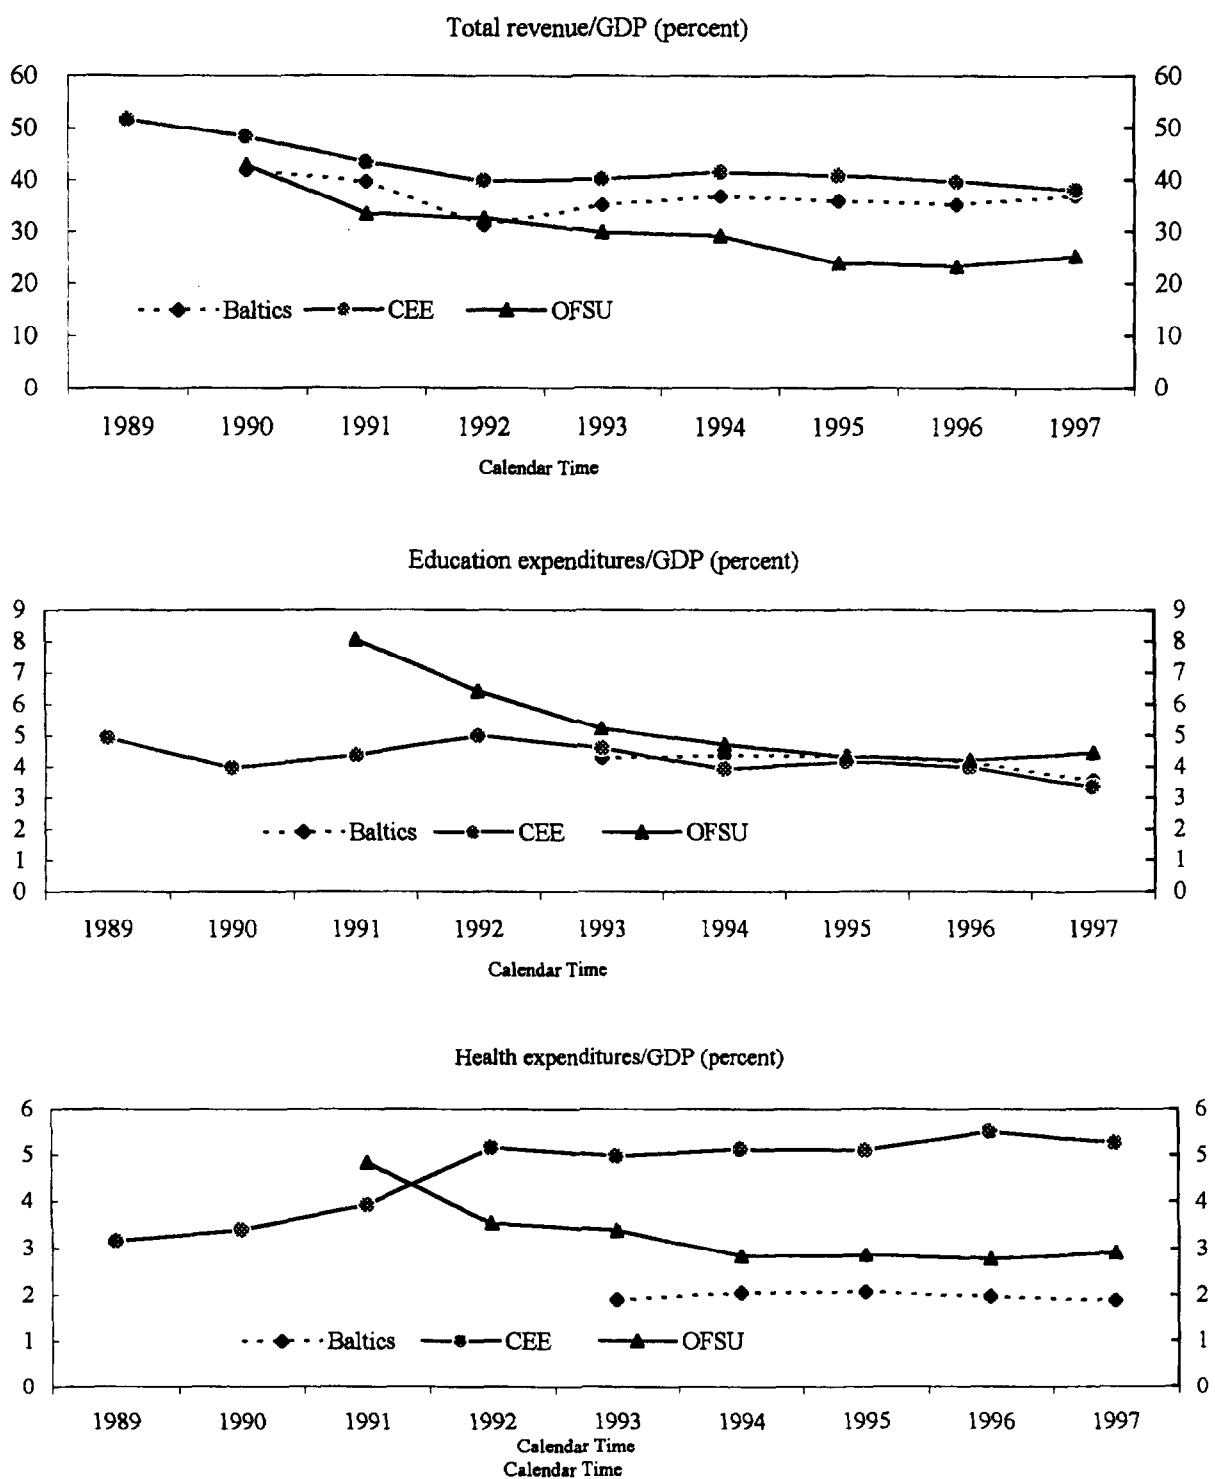 Total revenue/GDP (percent)
60 60
50 50
40 40
30 30
20 20
Baltics CEE OFSU
10 10
0 0
1989 1990 1991 1992 1993 1994 1995 1996 1997
Calendar Time
Education expenditures/GDP (percent)
9 9
8 8
7 7
6 6
5 5
4 4
3 3
Baltics CEE OFSU
2 2
1 1
0 0
1989 1990 1991 1992 1993 1994 1995 1996 1997
Calendar Time
Health expenditures/GDP (percent)
6 6
5 5
4 4
3 3
2 2
Baltics CEE OFSU
1 1
0 0
1989 1990 1991 1992 1993 1994 1995 1996 1997
Calendar Time
Calendar Time